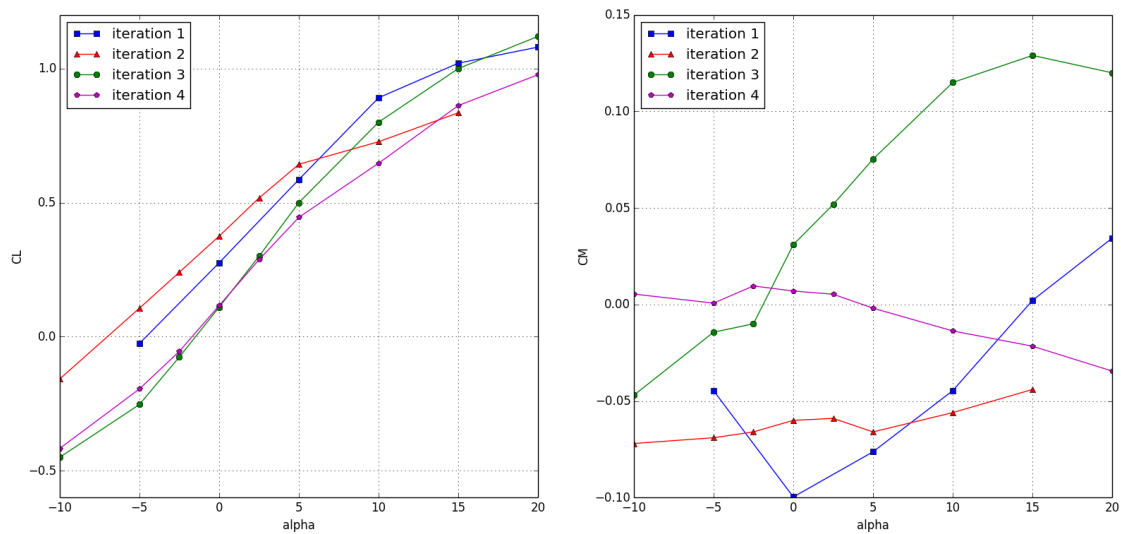 iteration 1
iteration 2
iteration 3
iteration 4
1.0
0.5
0.0
−0.5
CL
−10 −5 0 5 10 15 20
alpha
iteration 1
iteration 2
iteration 3
iteration 4
0.15
0.10
0.05
0.00
−0.05
−0.10
CM
−10 −5 0 5 10 15 20
alpha